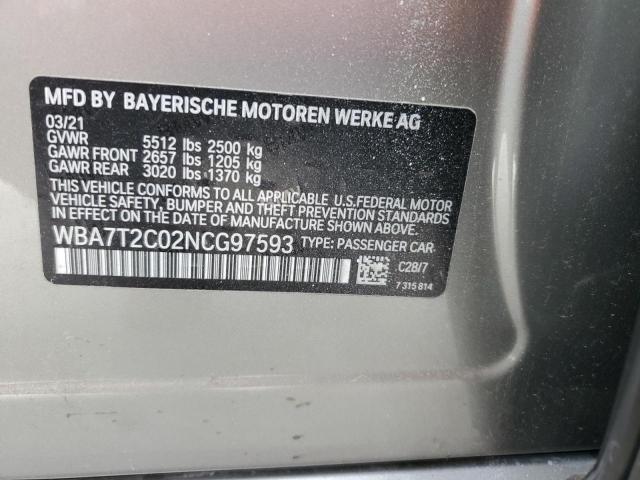 MFD BY BAYERISCHE MOTOREN WERKE AG
03/21
GVWR 5512 lbs 2500 kg
GAWR FRONT 2657 lbs 1205 kg
GAWR REAR 3020 lbs 1370 kg
THIS VEHICLE CONFORMS TO ALL APPLICABLE U.S.FEDERAL MOTOR
VEHICLE SAFETY, BUMPER AND THEFT PREVENTION STANDARDS IN
EFFECT ON THE DATE OF MANUFACTURE SHOWN ABOVE.
WBA7T2C02NCG97593 TYPE: PASSENGER CAR
C28/7
7 315 814